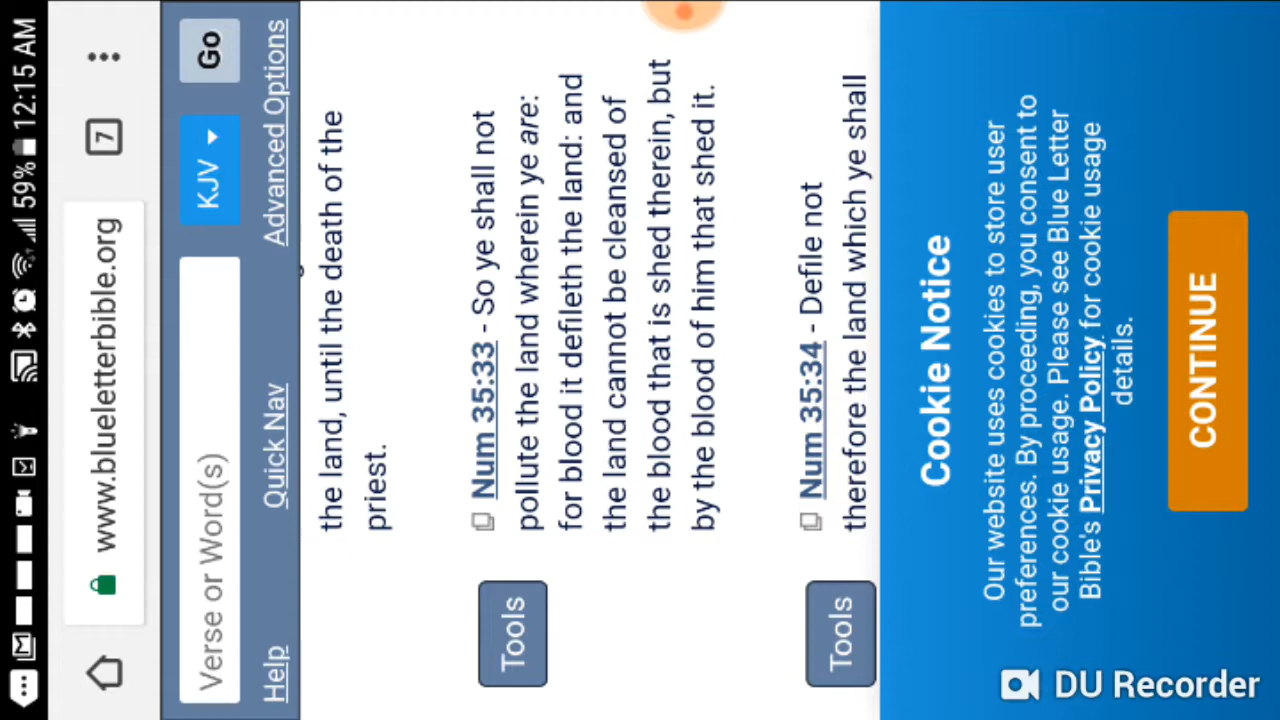 59% 12:15 AM
www.blueletterbible.org 7
Verse or Word(s) KJV Go
Help Quick Nav Advanced Options
the land, until the death of the
priest.
Tools
Num 35:33 - So ye shall not
pollute the land wherein ye are:
for blood it defileth the land: and
the land cannot be cleansed of
the blood that is shed therein, but
by the blood of him that shed it.
Tools
Num 35:34 - Defile not
therefore the land which ye shall
Cookie Notice
Our website uses cookies to store user
preferences. By proceeding, you consent to
our cookie usage. Please see Blue Letter
Bible's Privacy Policy for cookie usage
details.
CONTINUE
DU Recorder